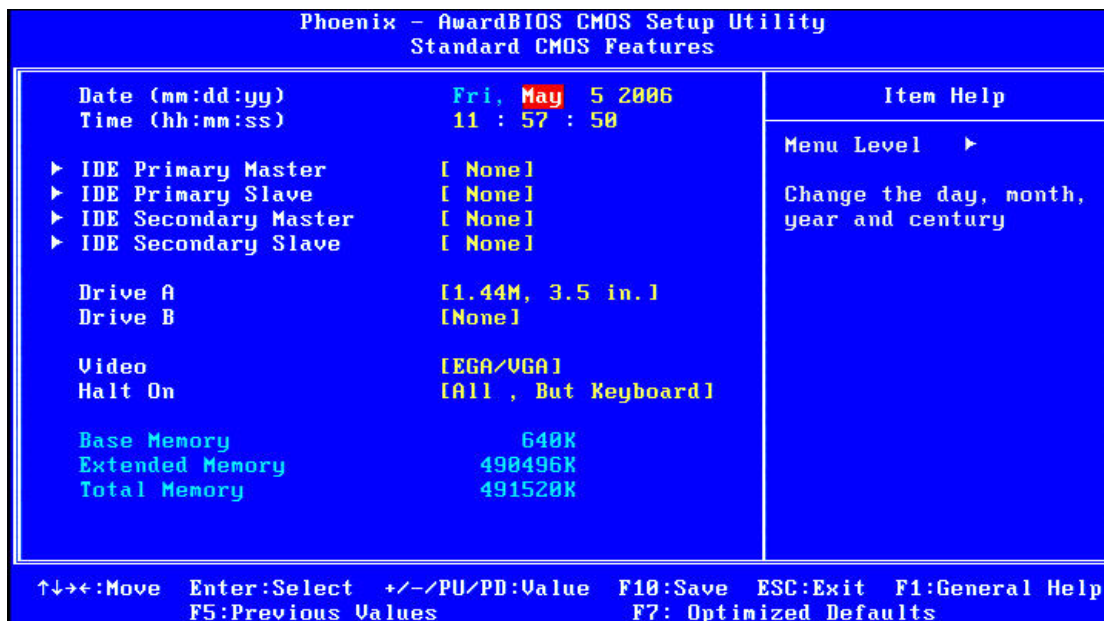 Phoenix - AwardBIOS CMOS Setup Utility
Standard CMOS Features
Date (mm:dd:yy) Fri, May 5 2006
Time (hh:mm:ss) 11 : 57 : 50
► IDE Primary Master [ None]
► IDE Primary Slave [ None]
► IDE Secondary Master [ None]
► IDE Secondary Slave [ None]
Drive A [1.44M, 3.5 in.]
Drive B [None]
Video [EGA/VGA]
Halt On [All , But Keyboard]
Base Memory 640K
Extended Memory 490496K
Total Memory 491520K
Item Help
Menu Level ►
Change the day, month,
year and century
↑↓→←:Move Enter:Select +/-/PU/PD:Value F10:Save ESC:Exit F1:General Help
F5:Previous Values F7: Optimized Defaults